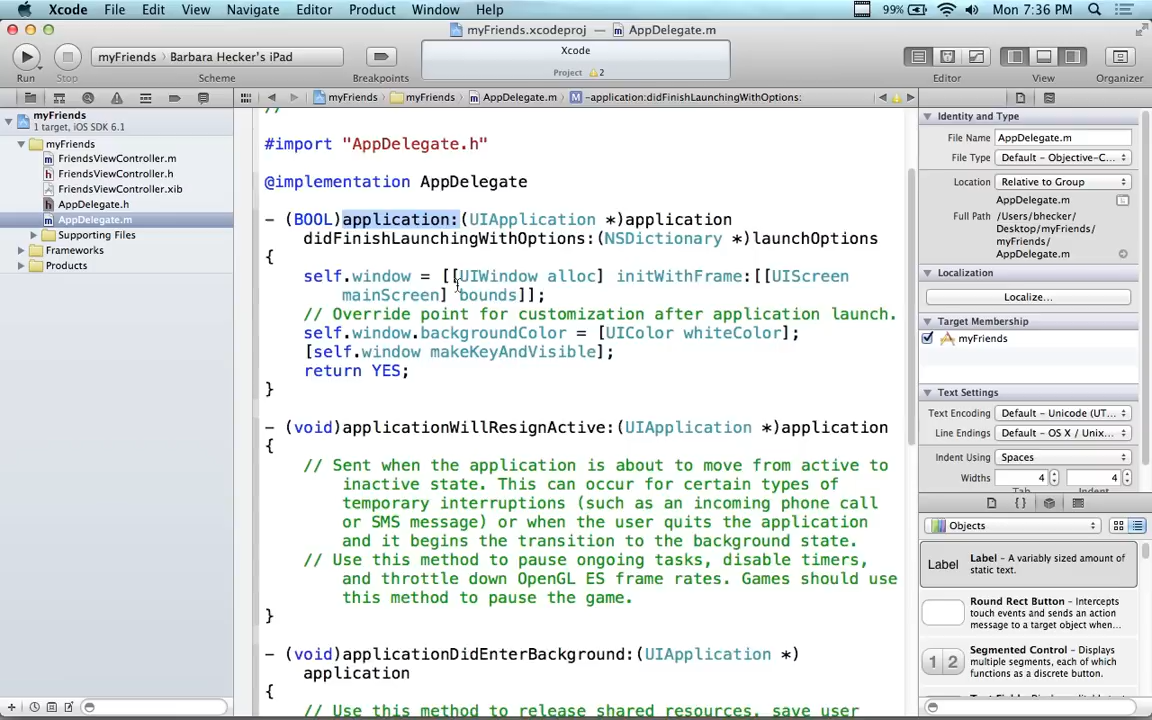 Xcode File Edit View Navigate Editor Product Window Help 99% Mon 7:36 PM
myFriends.xcodeproj — AppDelegate.m
myFriends › Barbara Hecker's iPad
Xcode
Project 2
Run Stop Scheme Breakpoints Editor View Organizer
myFriends › myFriends › AppDelegate.m › M -application:didFinishLaunchingWithOptions:
myFriends
1 target, iOS SDK 6.1
myFriends
FriendsViewController.m
FriendsViewController.h
FriendsViewController.xib
AppDelegate.h
AppDelegate.m
Supporting Files
Frameworks
Products
//
#import "AppDelegate.h"
@implementation AppDelegate
- (BOOL)application:(UIApplication *)application
didFinishLaunchingWithOptions:(NSDictionary *)launchOptions
{
self.window = [[UIWindow alloc] initWithFrame:[[UIScreen
mainScreen] bounds]];
// Override point for customization after application launch.
self.window.backgroundColor = [UIColor whiteColor];
[self.window makeKeyAndVisible];
return YES;
}
- (void)applicationWillResignActive:(UIApplication *)application
{
// Sent when the application is about to move from active to
inactive state. This can occur for certain types of
temporary interruptions (such as an incoming phone call
or SMS message) or when the user quits the application
and it begins the transition to the background state.
// Use this method to pause ongoing tasks, disable timers,
and throttle down OpenGL ES frame rates. Games should use
this method to pause the game.
}
- (void)applicationDidEnterBackground:(UIApplication *)
application
{
// Use this method to release shared resources, save user
Identity and Type
File Name AppDelegate.m
File Type Default - Objective-C...
Location Relative to Group
AppDelegate.m
Full Path /Users/bhecker/
Desktop/myFriends/
myFriends/
AppDelegate.m
Localization
Localize...
Target Membership
myFriends
Text Settings
Text Encoding Default - Unicode (UT...
Line Endings Default - OS X / Unix...
Indent Using Spaces
Widths 4 4
Tab Indent
{} 
Objects
Label Label - A variably sized amount of
static text.
Round Rect Button - Intercepts
touch events and sends an action
message to a target object when...
1 2 Segmented Control - Displays
multiple segments, each of which
functions as a discrete button.